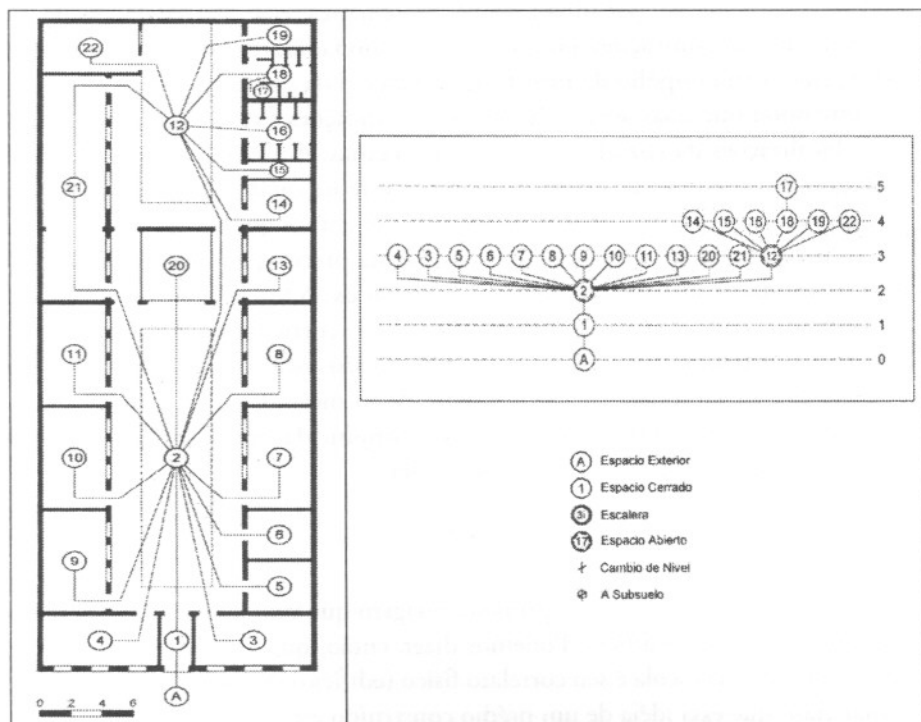 22
19
18
17
12
16
15
21
14
20
13
11
8
10
2
7
6
9
5
4
1
3
A
0 2 4 6
17 5
14 15 16 18 19 22 4
4 3 5 6 7 8 9 10 11 13 20 21 12 3
2 2
1 1
A 0
A Espacio Exterior
1 Espacio Cerrado
3 Escalera
17 Espacio Abierto
Cambio de Nivel
A Subsuelo